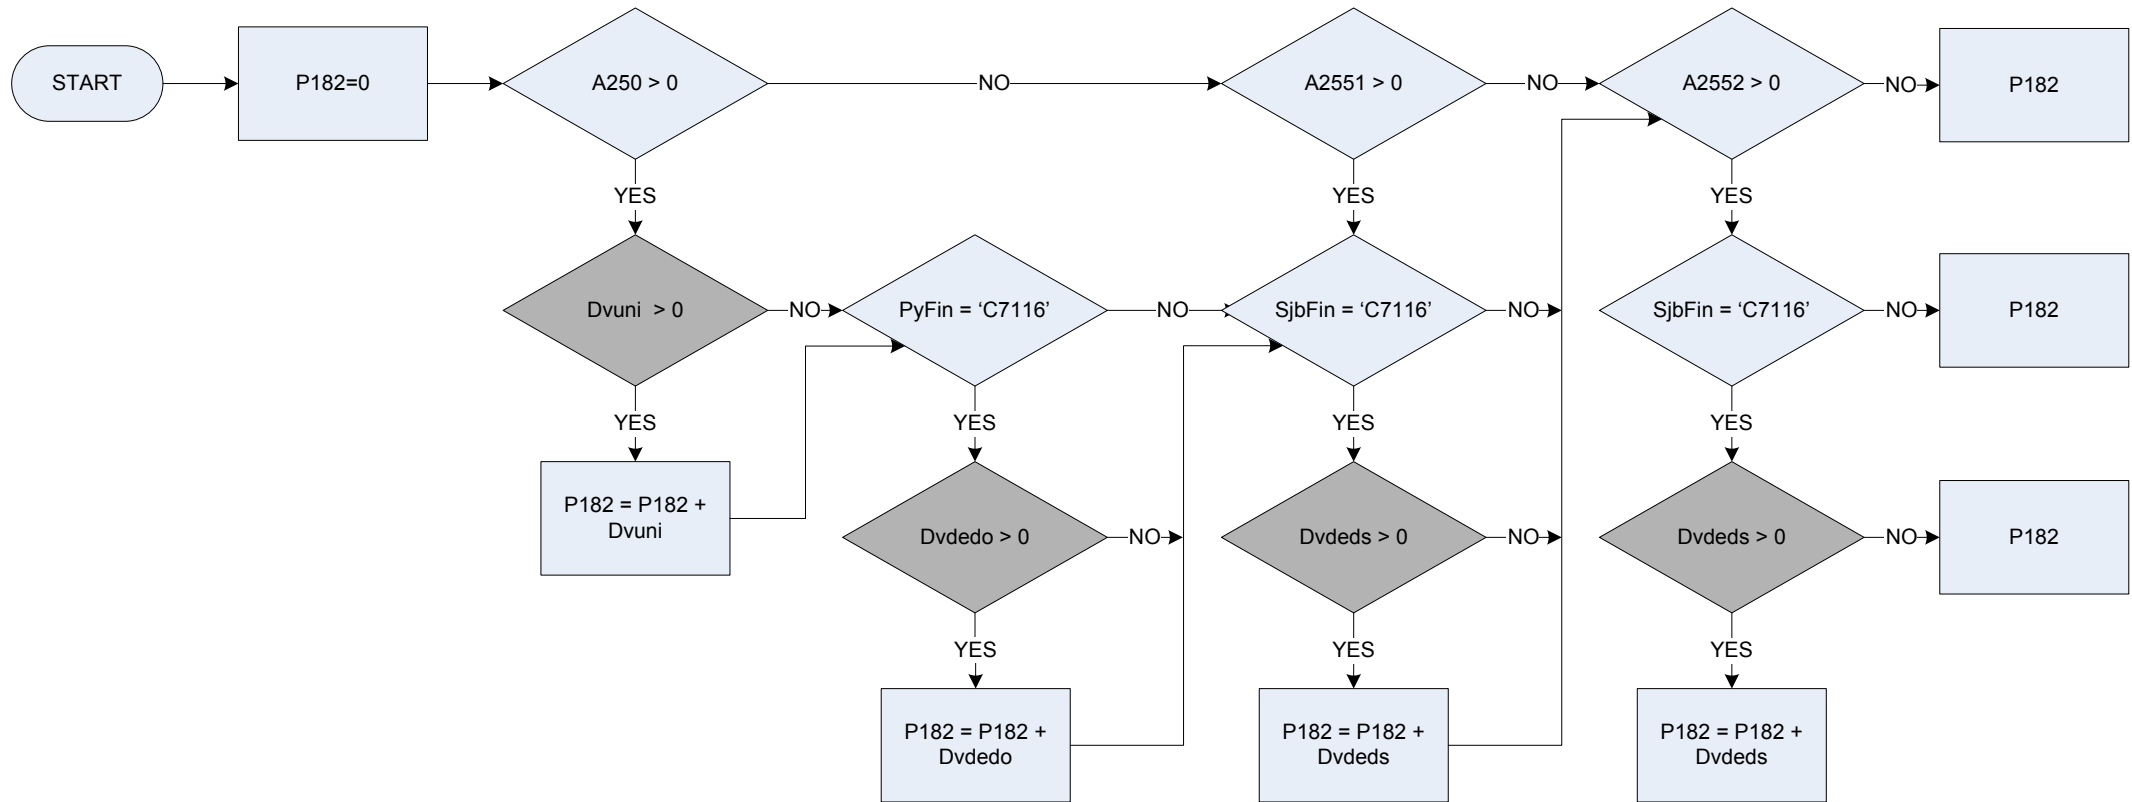 START
P182=0
A250 > 0
NO
A2551 > 0
NO
A2552 > 0
NO
P182
YES
YES
YES
Dvuni > 0
NO
PyFin = ‘C7116’
NO
SjbFin = ‘C7116’
NO
SjbFin = ‘C7116’
NO
P182
YES
YES
YES
YES
P182 = P182 +
Dvuni
Dvdedo > 0
NO
Dvdeds > 0
NO
Dvdeds > 0
NO
P182
YES
YES
YES
P182 = P182 +
Dvdedo
P182 = P182 +
Dvdeds
P182 = P182 +
Dvdeds